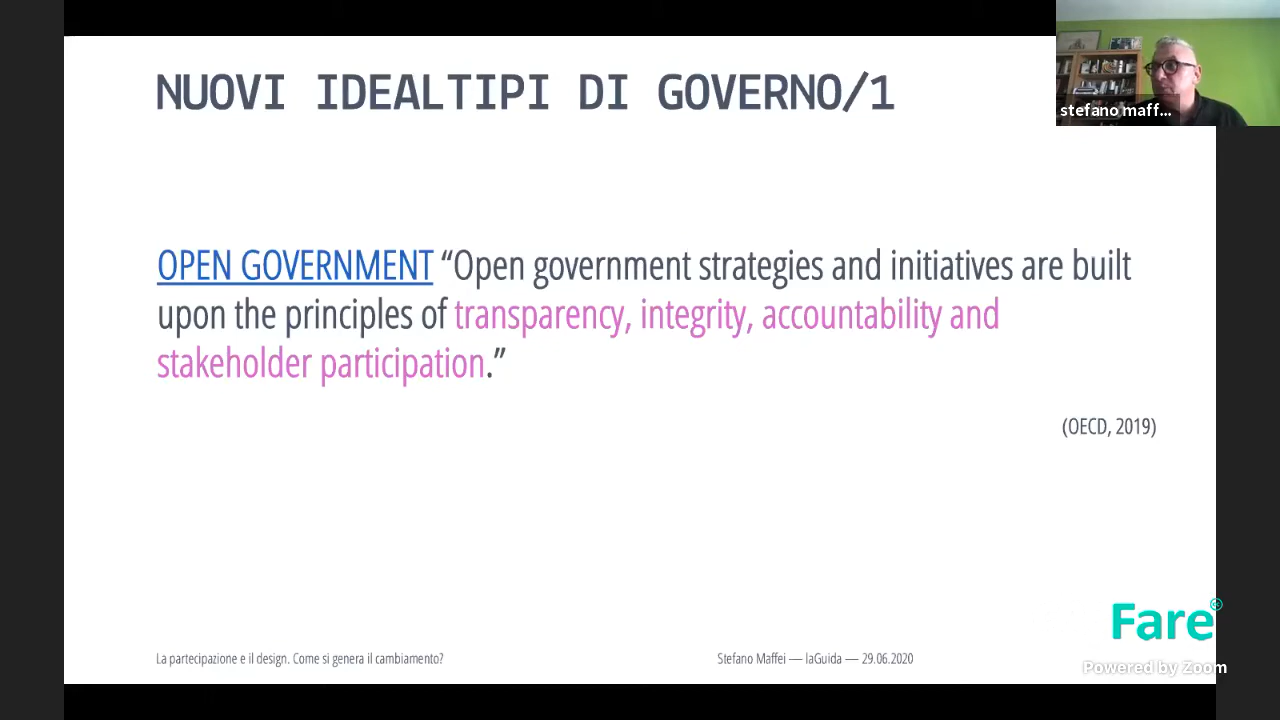 NUOVI IDEALTIPI DI GOVERNO/1
stefano maff...
OPEN GOVERNMENT “Open government strategies and initiatives are built
upon the principles of transparency, integrity, accountability and
stakeholder participation.”
(OECD, 2019)
Fare
La partecipazione e il design. Come si genera il cambiamento?
Stefano Maffei — laGuida — 29.06.2020
Powered by Zoom